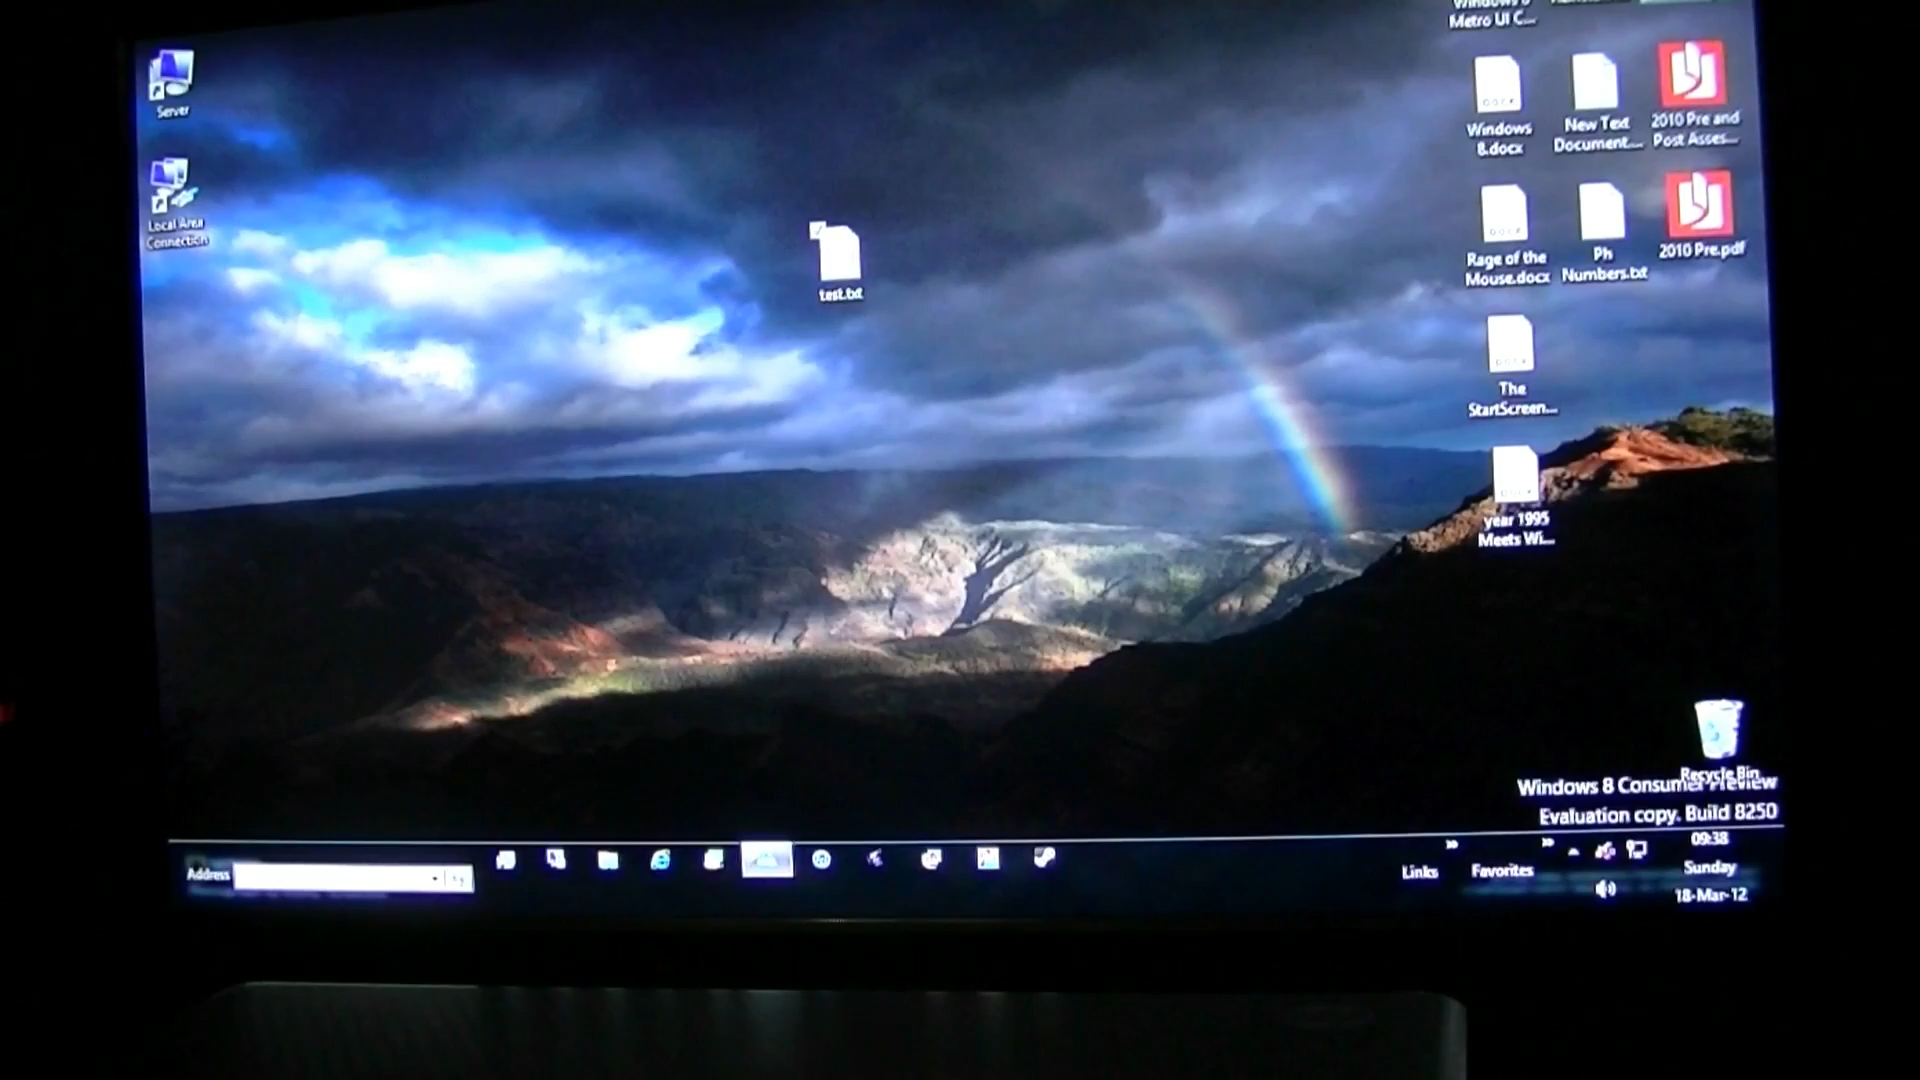 Server
Local Area
Connection
test.txt
Windows 8
Metro UI C...
Windows
8.docx
New Text
Document....
2010 Pre and
Post Asses...
Rage of the
Mouse.docx
Ph
Numbers.txt
2010 Pre.pdf
The
StartScreen...
year 1995
Meets Wi...
Recycle Bin
Windows 8 Consumer Preview
Evaluation copy. Build 8250
Address
Links
Favorites
09:38
Sunday
18-Mar-12